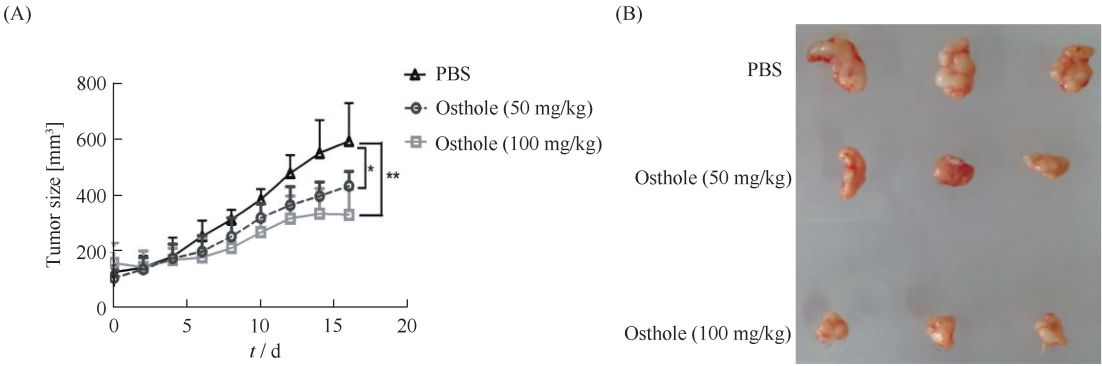 (A)
Tumor size [mm³]
800
600
400
200
0
0 5 10 15 20
t / d
PBS
Osthole (50 mg/kg)
Osthole (100 mg/kg)
*
**
(B)
PBS
Osthole (50 mg/kg)
Osthole (100 mg/kg)